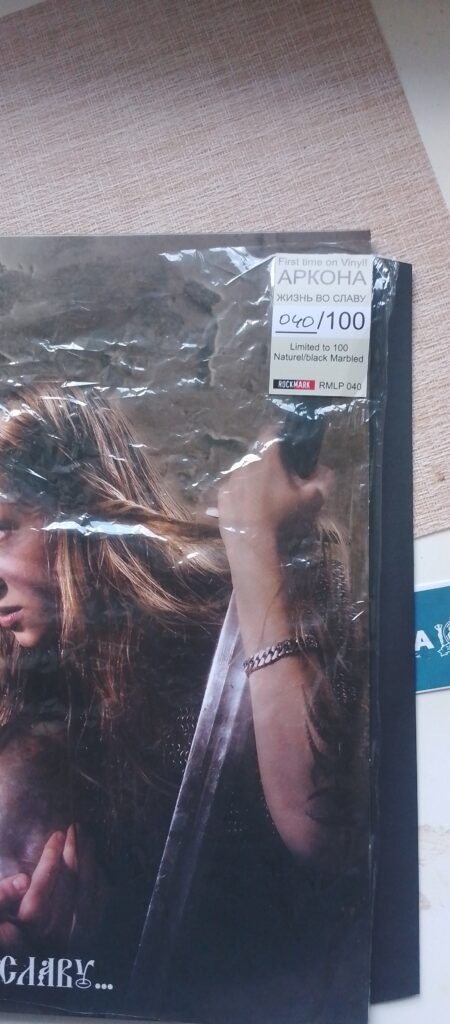 First time on Vinyl!
АРКОНА
ЖИЗНЬ ВО СЛАВУ
040/100
Limited to 100
Naturel/black Marbled
ROCKMARK RMLP 040
А
СЛАВУ...